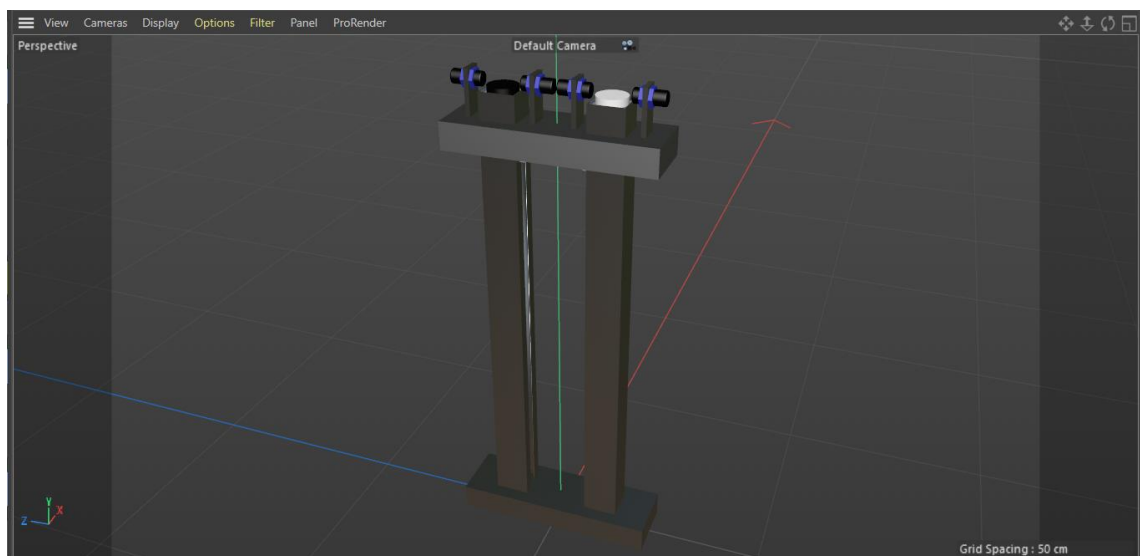 View Cameras Display Options Filter Panel ProRender
Perspective
Default Camera
Y
X
Z
Grid Spacing : 50 cm